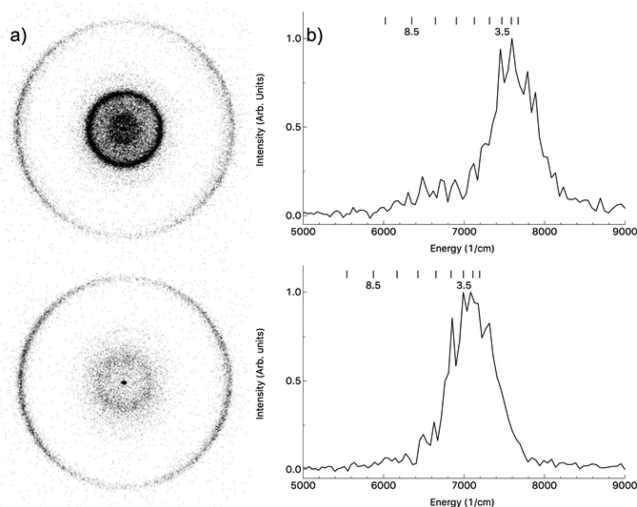 a)
b)
8.5 3.5
1.0
0.5
0.0
Intensity (Arb. Units)
5000 6000 7000 8000 9000
Energy (1/cm)
8.5 3.5
1.0
0.5
0.0
Intensity (Arb. units)
5000 6000 7000 8000 9000
Energy (1/cm)